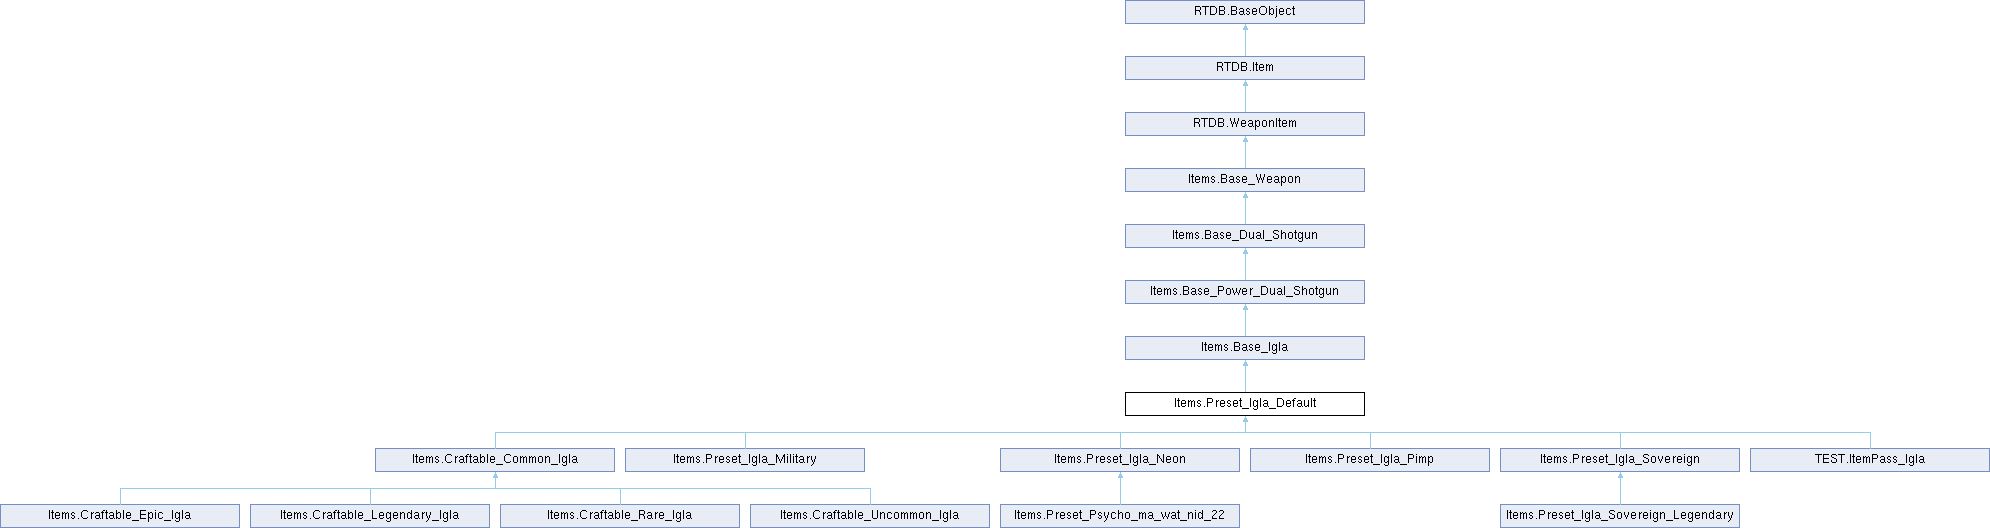 RTDB.BaseObject
RTDB.Item
RTDB.WeaponItem
Items.Base_Weapon
Items.Base_Dual_Shotgun
Items.Base_Power_Dual_Shotgun
Items.Base_Igla
Items.Preset_Igla_Default
Items.Craftable_Common_Igla
Items.Preset_Igla_Military
Items.Preset_Igla_Neon
Items.Preset_Igla_Pimp
Items.Preset_Igla_Sovereign
TEST.ItemPass_Igla
Items.Craftable_Epic_Igla
Items.Craftable_Legendary_Igla
Items.Craftable_Rare_Igla
Items.Craftable_Uncommon_Igla
Items.Preset_Psycho_ma_wat_nid_22
Items.Preset_Igla_Sovereign_Legendary